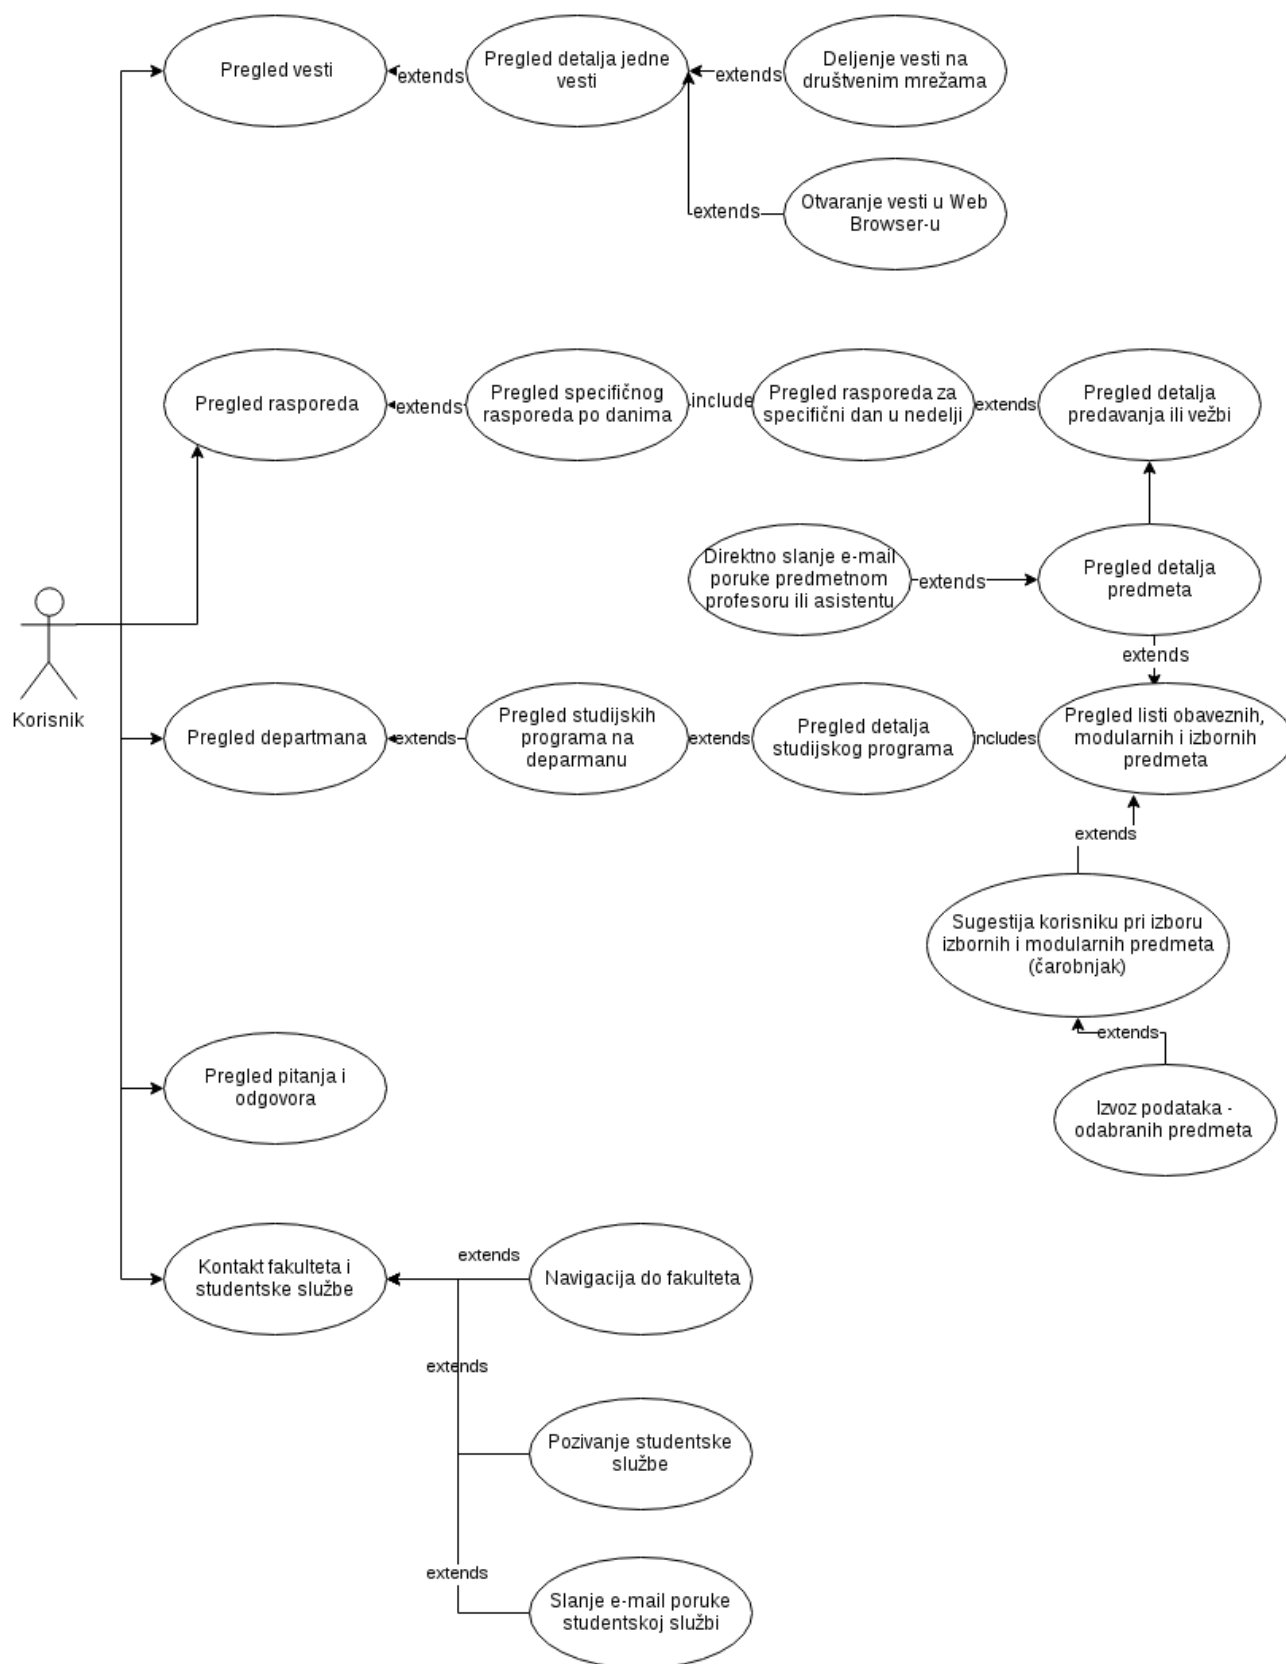 Pregled vesti
extends
Pregled detalja jedne
vesti
extends
Deljenje vesti na
društvenim mrežama
extends
Otvaranje vesti u Web
Browser-u
Pregled rasporeda
extends
Pregled specifičnog
rasporeda po danima
include
Pregled rasporeda za
specifični dan u nedelji
extends
Pregled detalja
predavanja ili vežbi
Direktno slanje e-mail
poruke predmetnom
profesoru ili asistentu
extends
Pregled detalja
predmeta
extends
Korisnik
Pregled departmana
extends
Pregled studijskih
programa na
deparmanu
extends
Pregled detalja
studijskog programa
includes
Pregled listi obaveznih,
modularnih i izbornih
predmeta
extends
Sugestija korisniku pri izboru
izbornih i modularnih predmeta
(čarobnjak)
extends
Izvoz podataka -
odabranih predmeta
Pregled pitanja i
odgovora
Kontakt fakulteta i
studentske službe
extends
Navigacija do fakulteta
extends
Pozivanje studentske
službe
extends
Slanje e-mail poruke
studentskoj službi